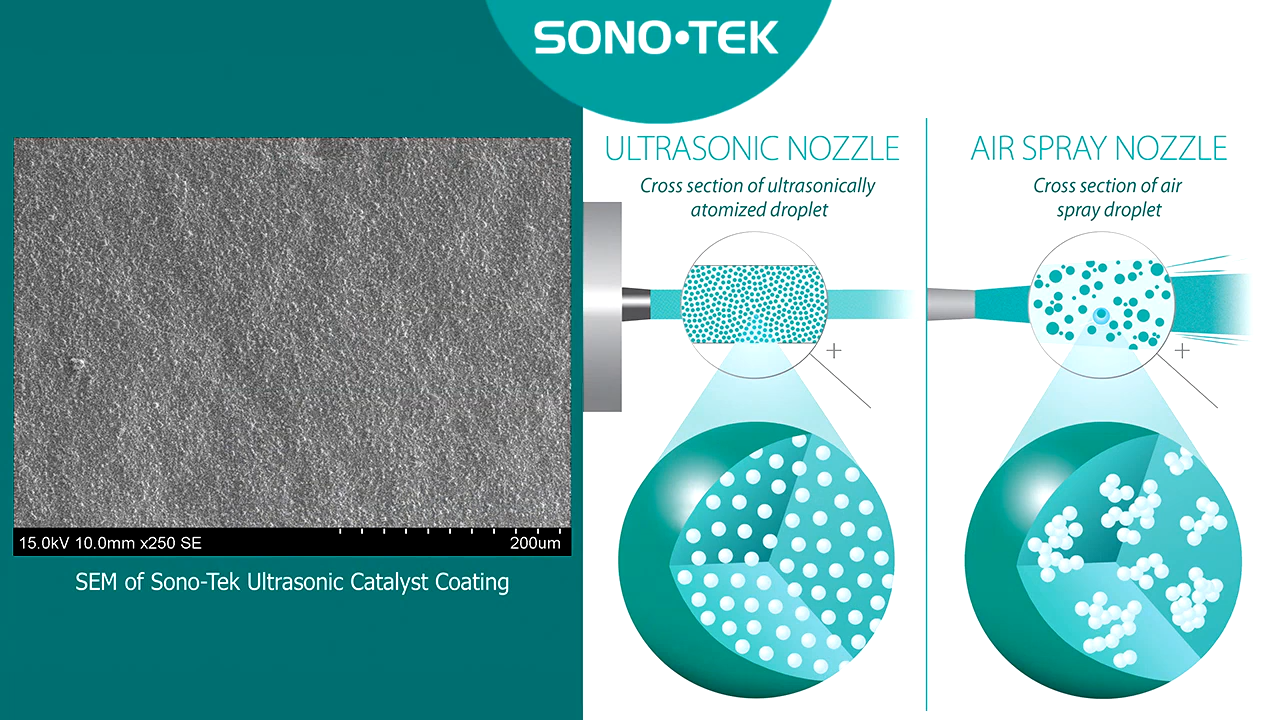 SONO•TEK
15.0kV 10.0mm x250 SE
200um
SEM of Sono-Tek Ultrasonic Catalyst Coating
ULTRASONIC NOZZLE
Cross section of ultrasonically
atomized droplet
AIR SPRAY NOZZLE
Cross section of air
spray droplet